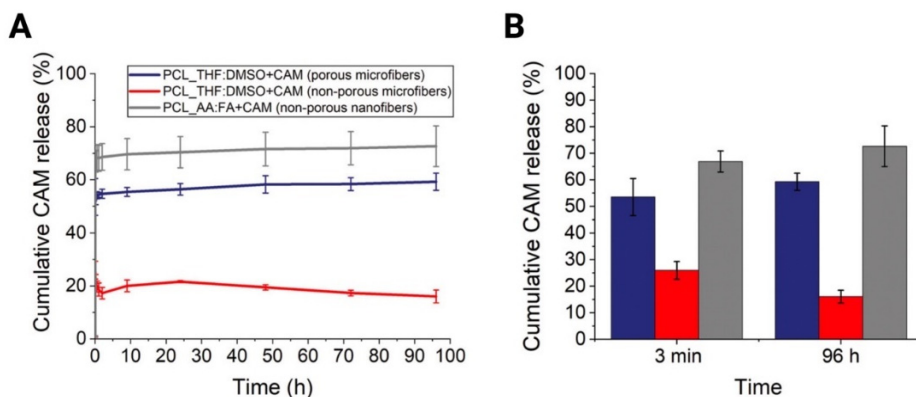 A
Cumulative CAM release (%)
100
80
60
40
20
0
PCL_THF:DMSO+CAM (porous microfibers)
PCL_THF:DMSO+CAM (non-porous microfibers)
PCL_AA:FA+CAM (non-porous nanofibers)
0 10 20 30 40 50 60 70 80 90 100
Time (h)
B
Cumulative CAM release (%)
100
90
80
70
60
50
40
30
20
10
0
3 min 96 h
Time